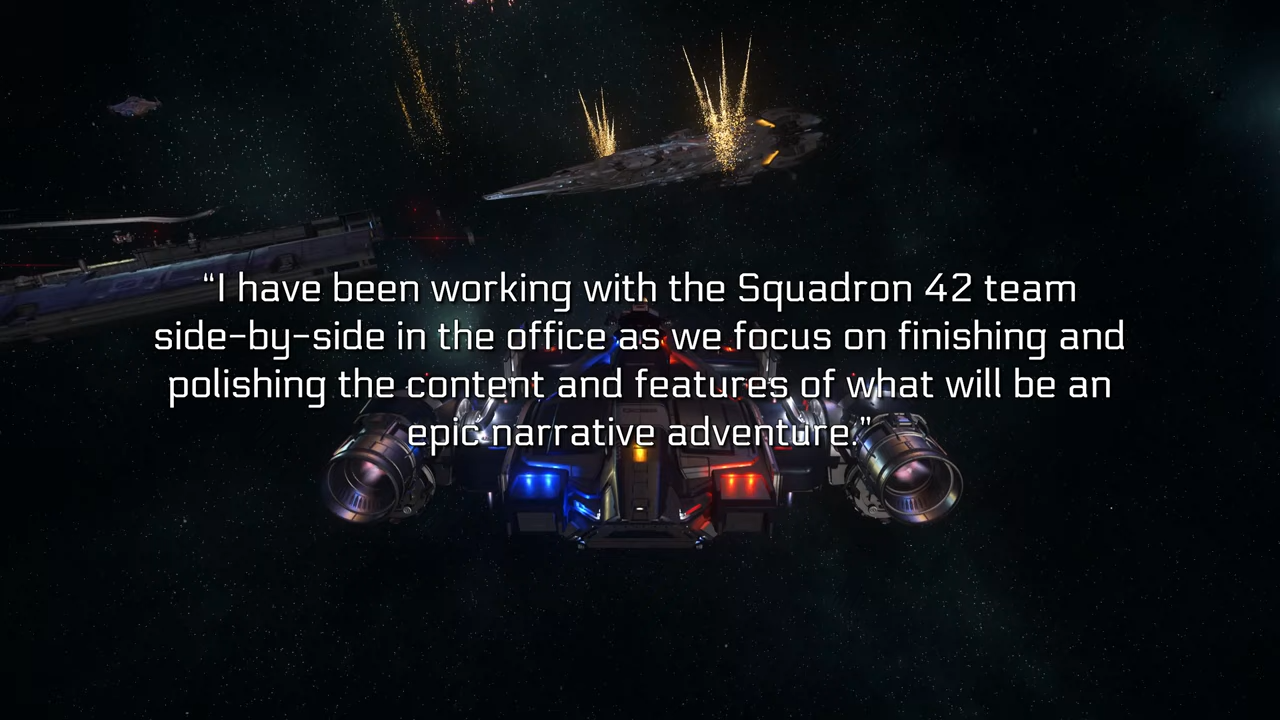 “I have been working with the Squadron 42 team
side-by-side in the office as we focus on finishing and
polishing the content and features of what will be an
epic narrative adventure.”